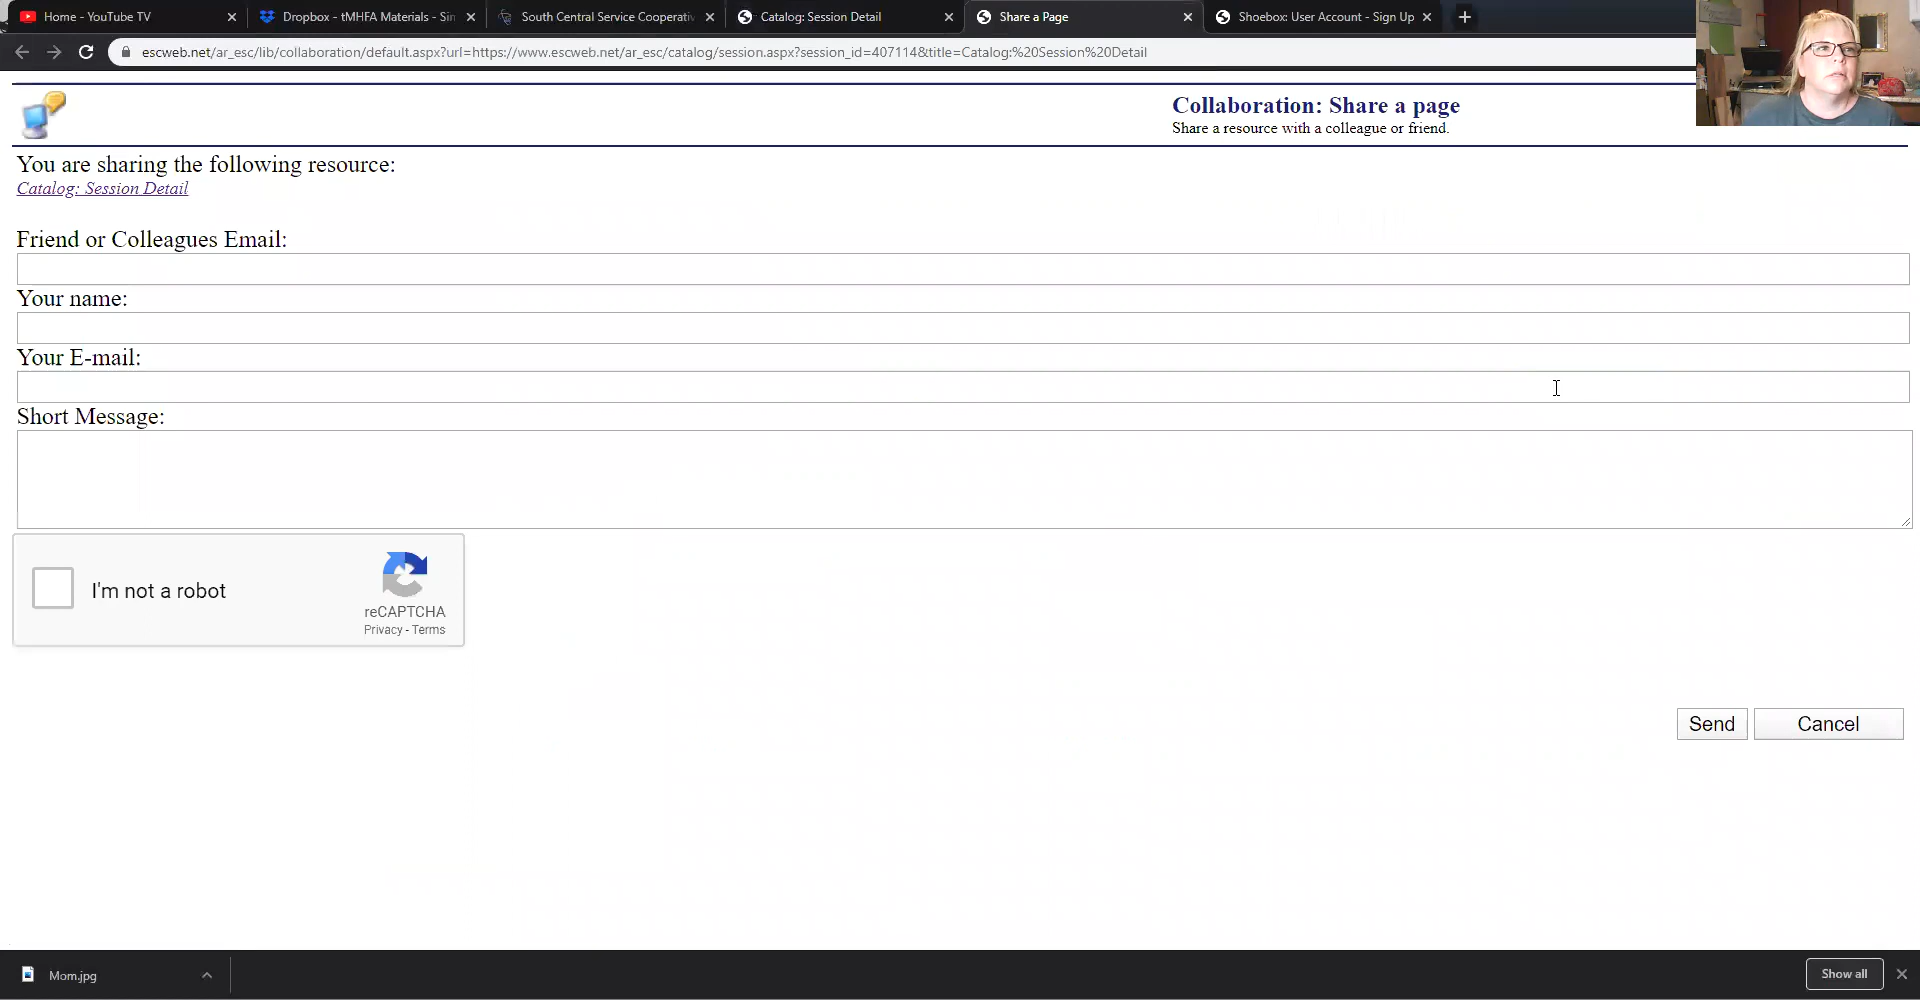 Home - YouTube TV
Dropbox - tMHFA Materials - Sin
South Central Service Cooperativ
Catalog: Session Detail
Share a Page
Shoebox: User Account - Sign Up
escweb.net/ar_esc/lib/collaboration/default.aspx?url=https://www.escweb.net/ar_esc/catalog/session.aspx?session_id=407114&title=Catalog:%20Session%20Detail
Collaboration: Share a page
Share a resource with a colleague or friend.
You are sharing the following resource:
Catalog: Session Detail
Friend or Colleagues Email:
Your name:
Your E-mail:
Short Message:
I'm not a robot
reCAPTCHA
Privacy - Terms
Send
Cancel
Mom.jpg
Show all